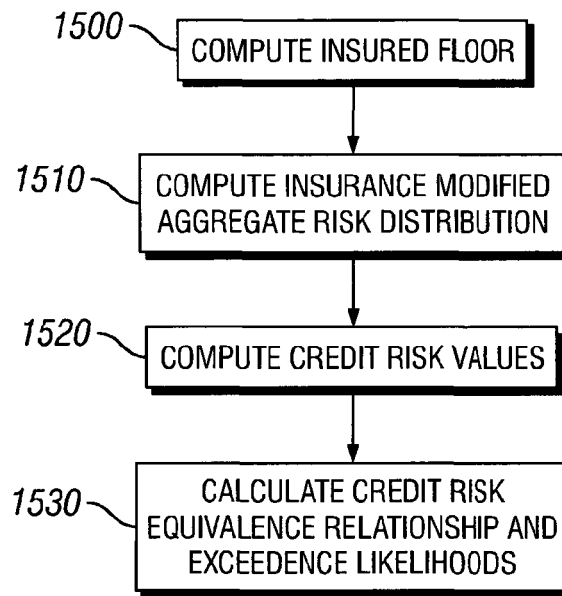 1500
COMPUTE INSURED FLOOR
1510
COMPUTE INSURANCE MODIFIED
AGGREGATE RISK DISTRIBUTION
1520
COMPUTE CREDIT RISK VALUES
1530
CALCULATE CREDIT RISK
EQUIVALENCE RELATIONSHIP AND
EXCEEDENCE LIKELIHOODS